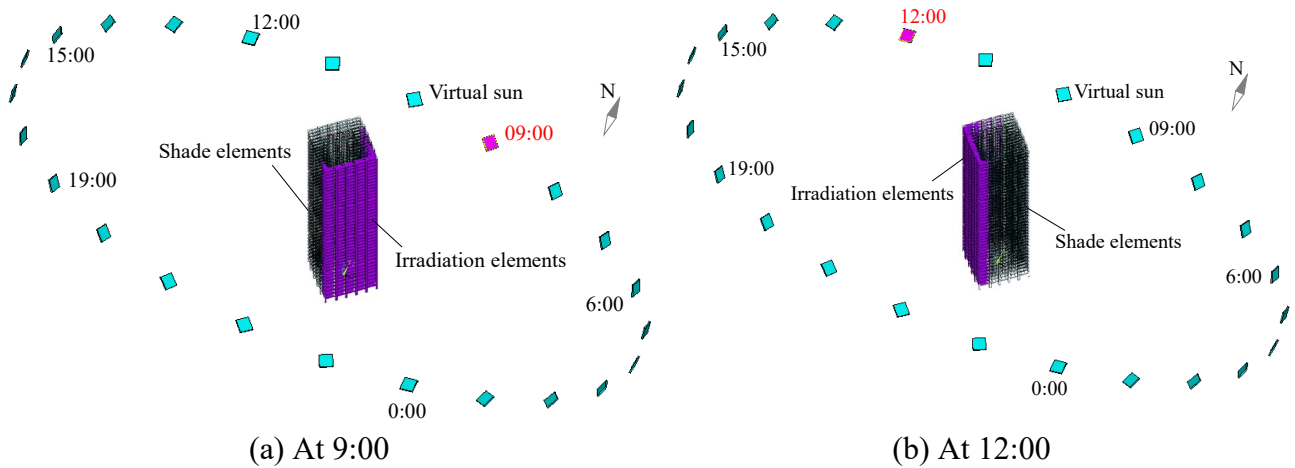 12:00
15:00
Virtual sun
N
09:00
Shade elements
19:00
Irradiation elements
6:00
0:00
(a) At 9:00
12:00
15:00
Virtual sun
N
09:00
19:00
Irradiation elements
Shade elements
6:00
0:00
(b) At 12:00